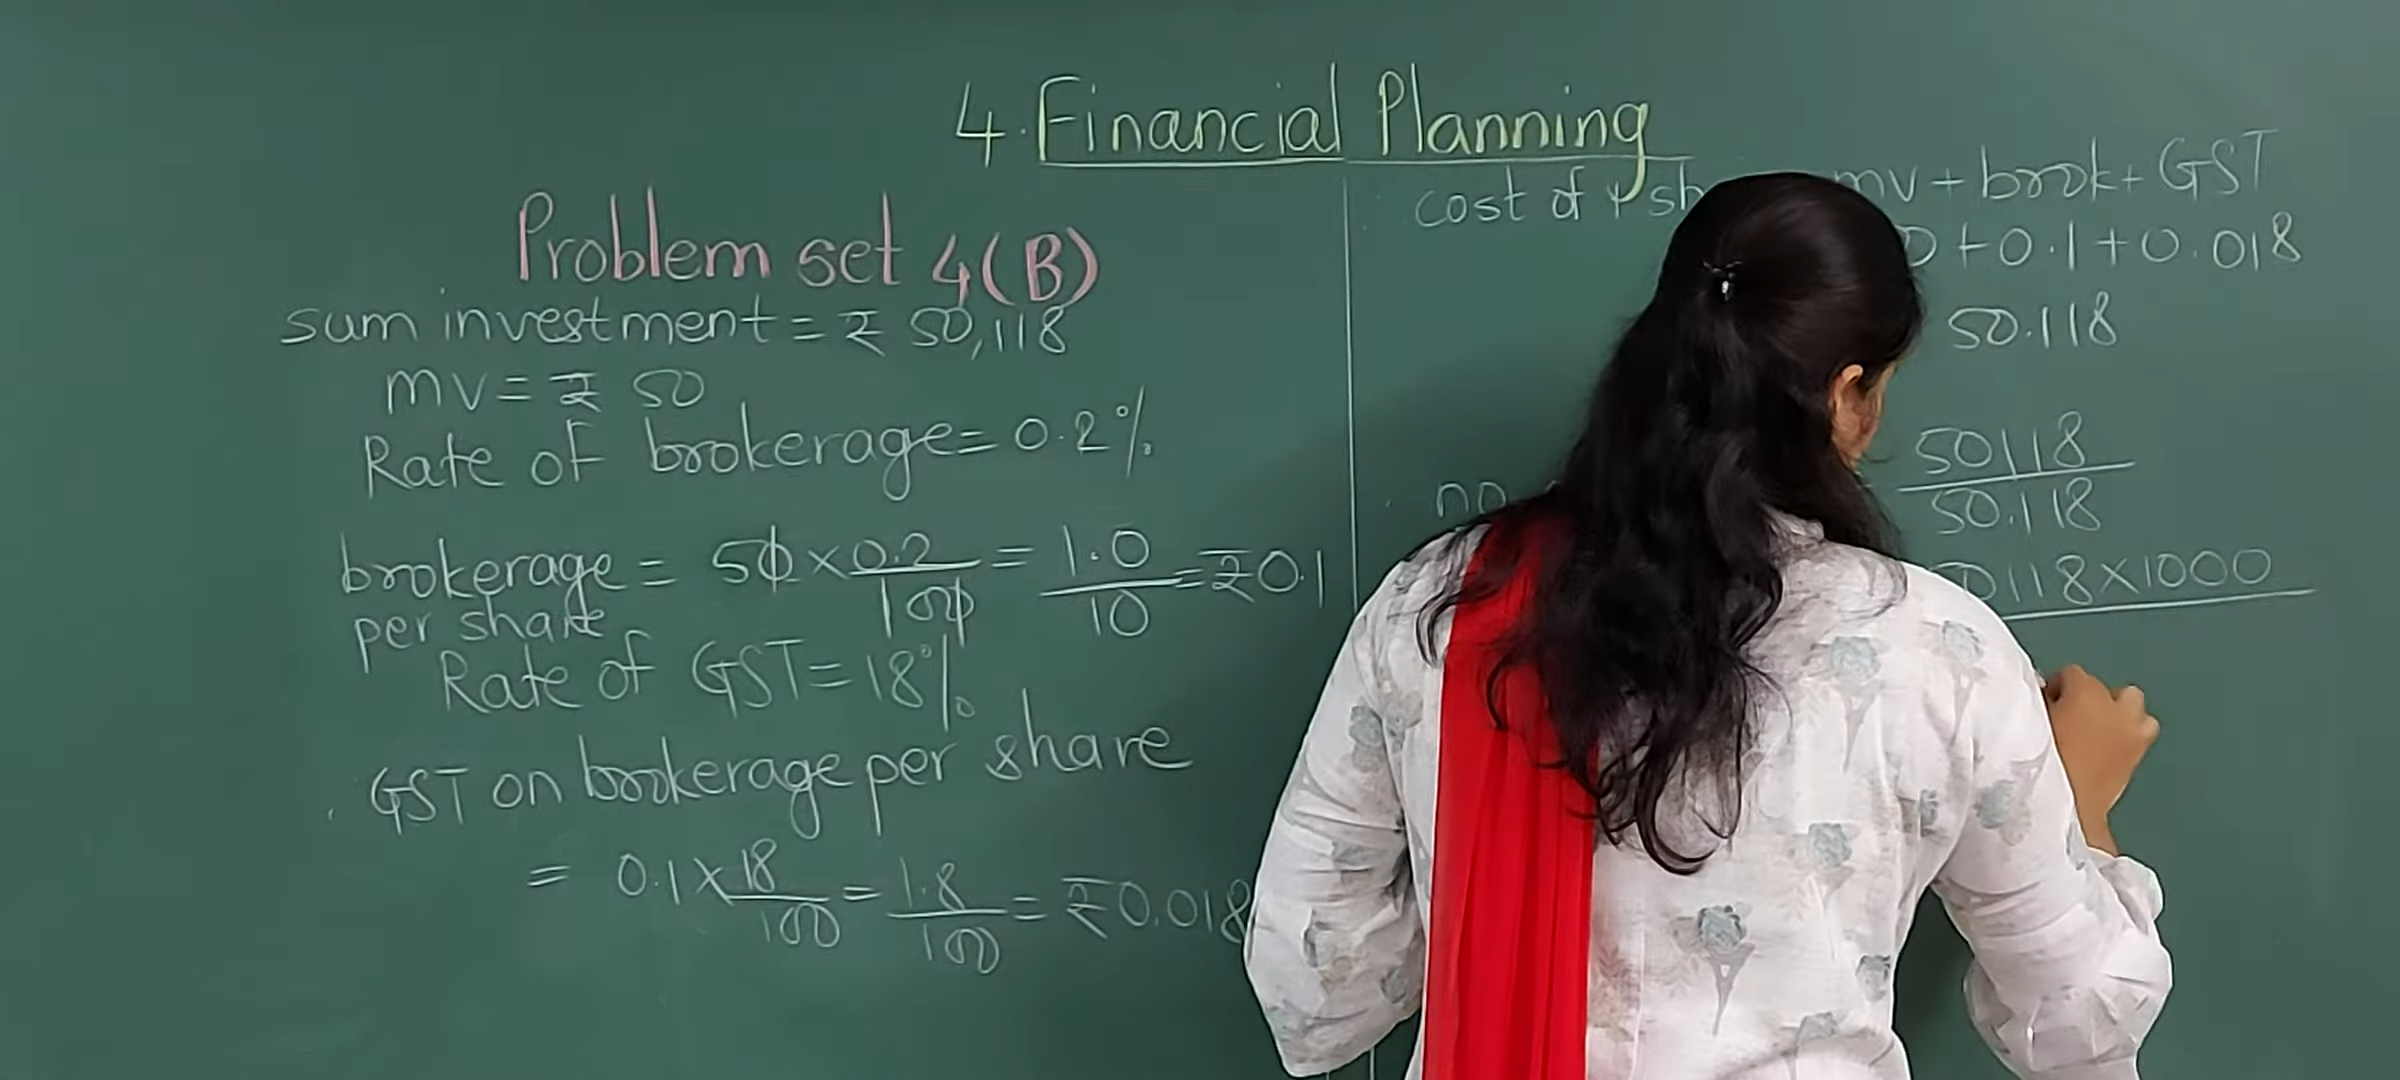 4. Financial Planning
Problem set 4(B)
sum investment = ₹ 50,118
mv = ₹ 50
Rate of brokerage = 0.2%
brokerage per share = 50 × 0.2/100 = 1.0/10 = ₹0.1
Rate of GST = 18%
GST on brokerage per share
= 0.1 × 18/100 = 1.8/100 = ₹0.018
cost of 1 sh mv + brok + GST
0 + 0.1 + 0.018
50.118
no 50118/50.118
0118 × 1000